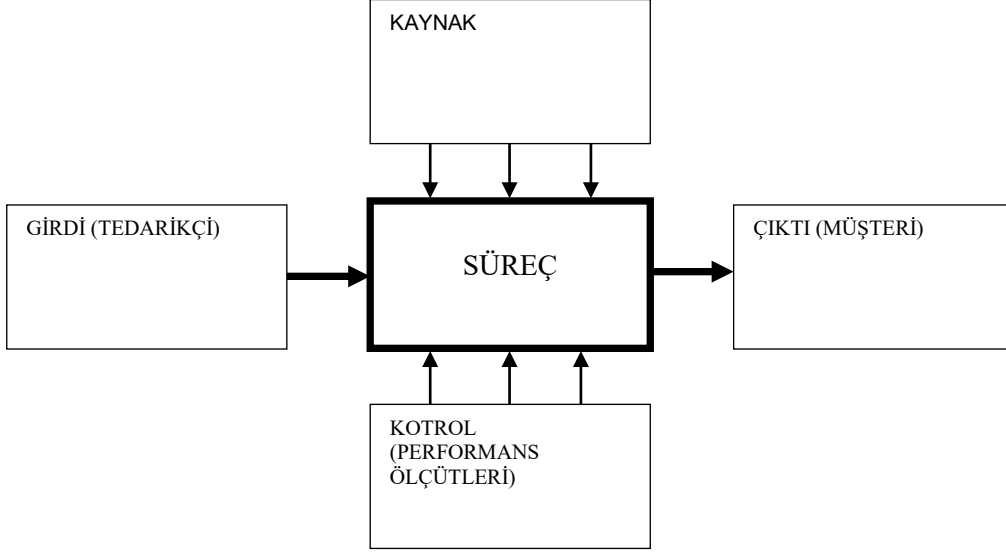 KAYNAK
GİRDİ (TEDARİKÇİ)
SÜREÇ
ÇIKTI (MÜŞTERİ)
KOTROL
(PERFORMANS
ÖLÇÜTLERİ)